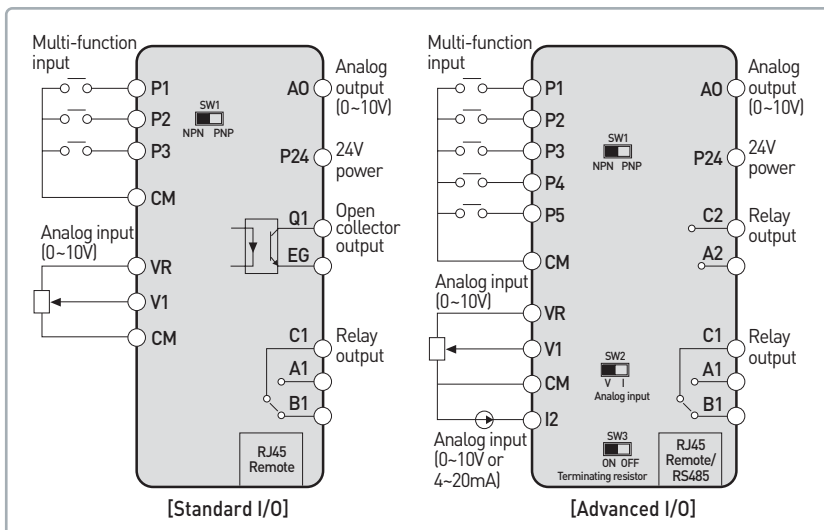 Multi-function
input
P1
P2
P3
CM
SW1
NPN PNP
AO
Analog
output
(0~10V)
P24
24V
power
Q1
EG
Open
collector
output
Analog input
(0~10V)
VR
V1
CM
C1
A1
B1
Relay
output
RJ45
Remote
[Standard I/O]
Multi-function
input
P1
P2
P3
P4
P5
CM
SW1
NPN PNP
AO
Analog
output
(0~10V)
P24
24V
power
C2
A2
Relay
output
Analog input
(0~10V)
VR
V1
CM
I2
SW2
V I
Analog input
C1
A1
B1
Relay
output
Analog input
(0~10V or
4~20mA)
SW3
ON OFF
Terminating resistor
RJ45
Remote/
RS485
[Advanced I/O]